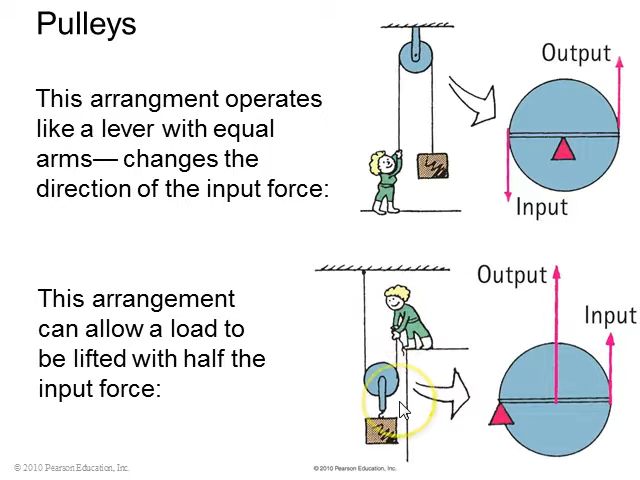 Pulleys
This arrangment operates
like a lever with equal
arms— changes the
direction of the input force:
Output
Input
This arrangement
can allow a load to
be lifted with half the
input force:
Output
Input
© 2010 Pearson Education, Inc.
© 2010 Pearson Education, Inc.